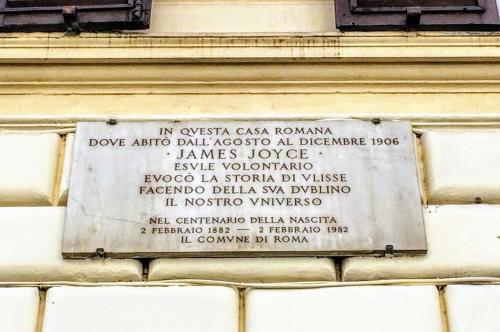 IN QVESTA CASA ROMANA
DOVE ABITÒ DALL'AGOSTO AL DICEMBRE 1906
· JAMES JOYCE ·
ESVLE VOLONTARIO
EVOCÒ LA STORIA DI VLISSE
FACENDO DELLA SVA DVBLINO
IL NOSTRO VNIVERSO
NEL CENTENARIO DELLA NASCITA
2 FEBBRAIO 1882 — 2 FEBBRAIO 1982
IL COMVNE DI ROMA